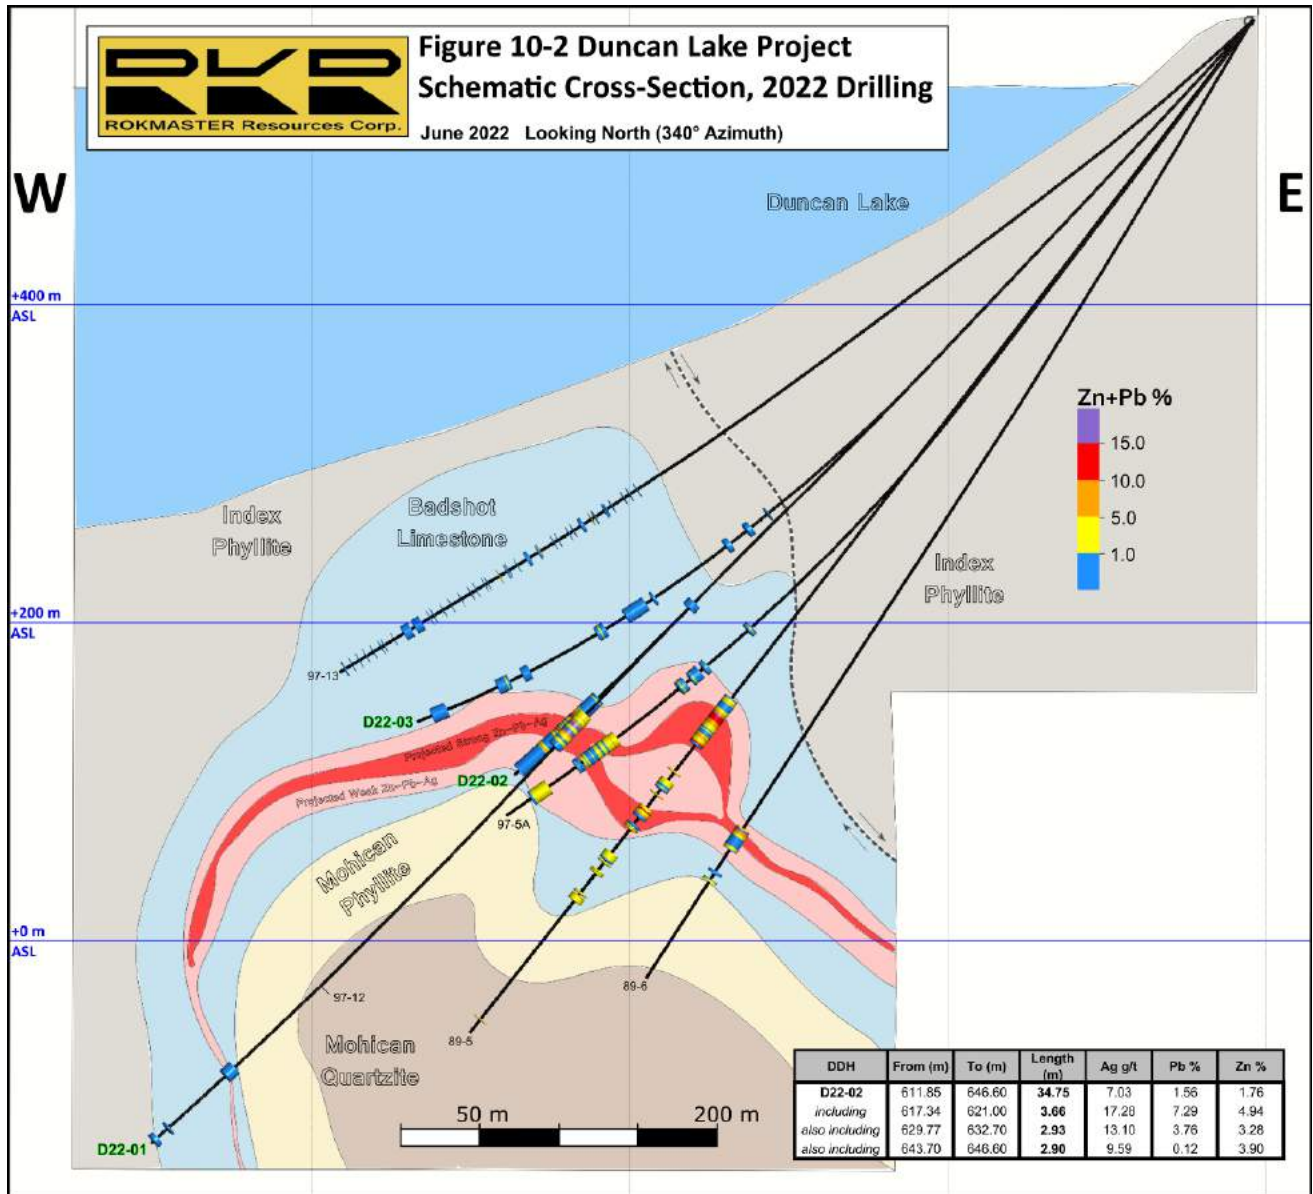 ROKMASTER Resources Corp.
Figure 10-2 Duncan Lake Project
Schematic Cross-Section, 2022 Drilling
June 2022 Looking North (340° Azimuth)
W
E
Duncan Lake
+400 m
ASL
Zn+Pb %
15.0
10.0
5.0
1.0
Index
Phyllite
Badshot
Limestone
Index
Phyllite
+200 m
ASL
97-13
D22-03
Projected Strong Zn-Pb-Ag
D22-02
Projected Weak Zn-Pb-Ag
97-5A
Mohican
Phyllite
+0 m
ASL
97-12
89-6
89-5
Mohican
Quartzite
D22-01
50 m
200 m
DDH From (m) To (m) Length (m) Ag g/t Pb % Zn %
D22-02 611.85 646.60 34.75 7.03 1.56 1.76
including 617.34 621.00 3.66 17.28 7.29 4.94
also including 629.77 632.70 2.93 13.10 3.76 3.28
also including 643.70 646.60 2.90 9.59 0.12 3.90